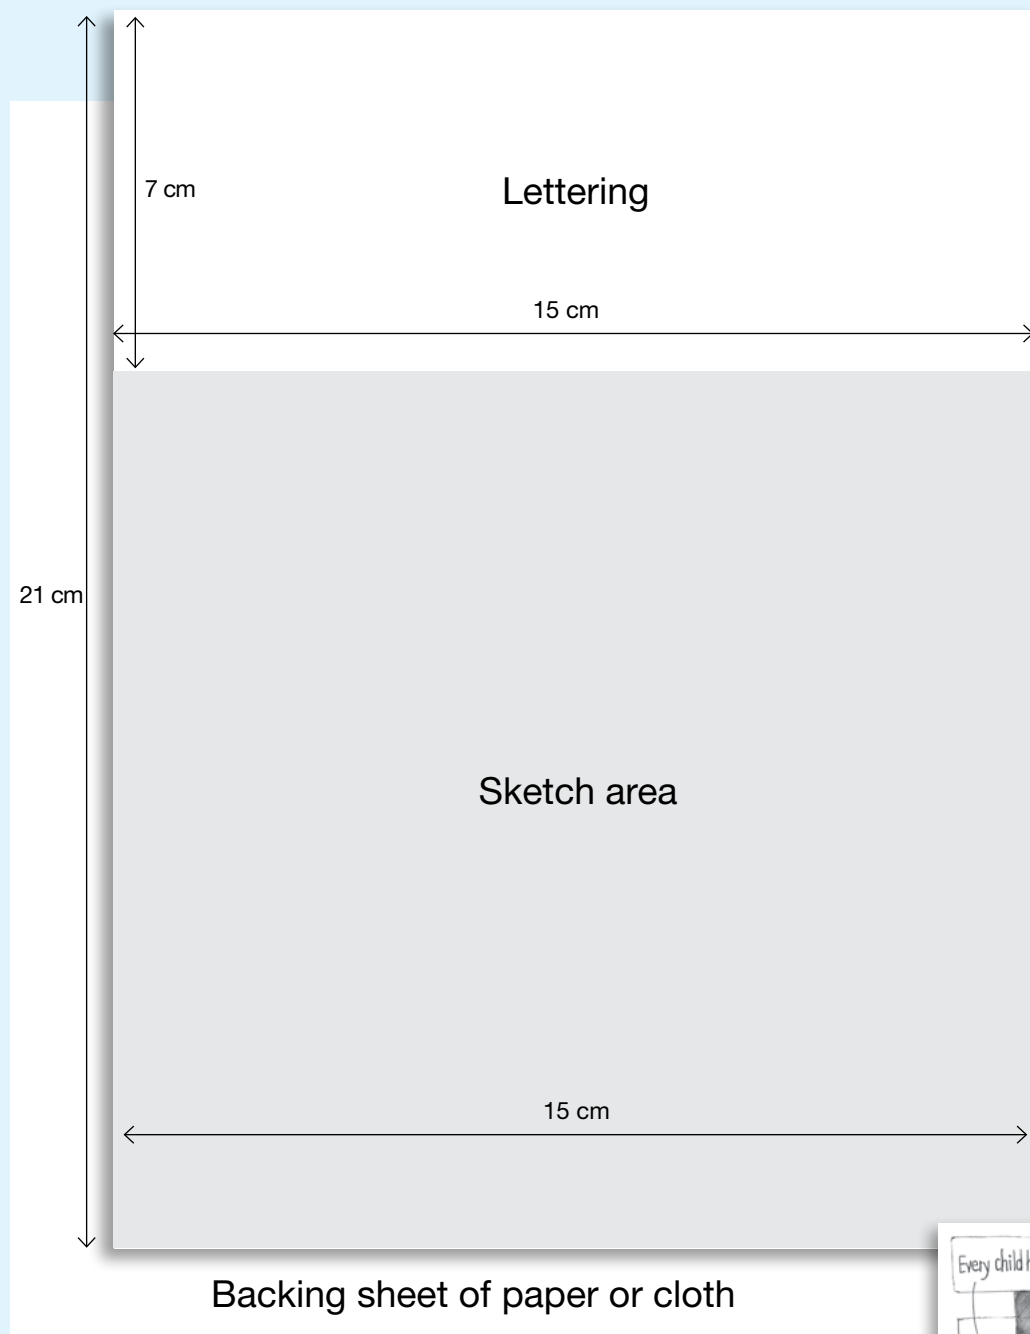 7 cm
Lettering
15 cm
21 cm
Sketch area
15 cm
Backing sheet of paper or cloth
Every child